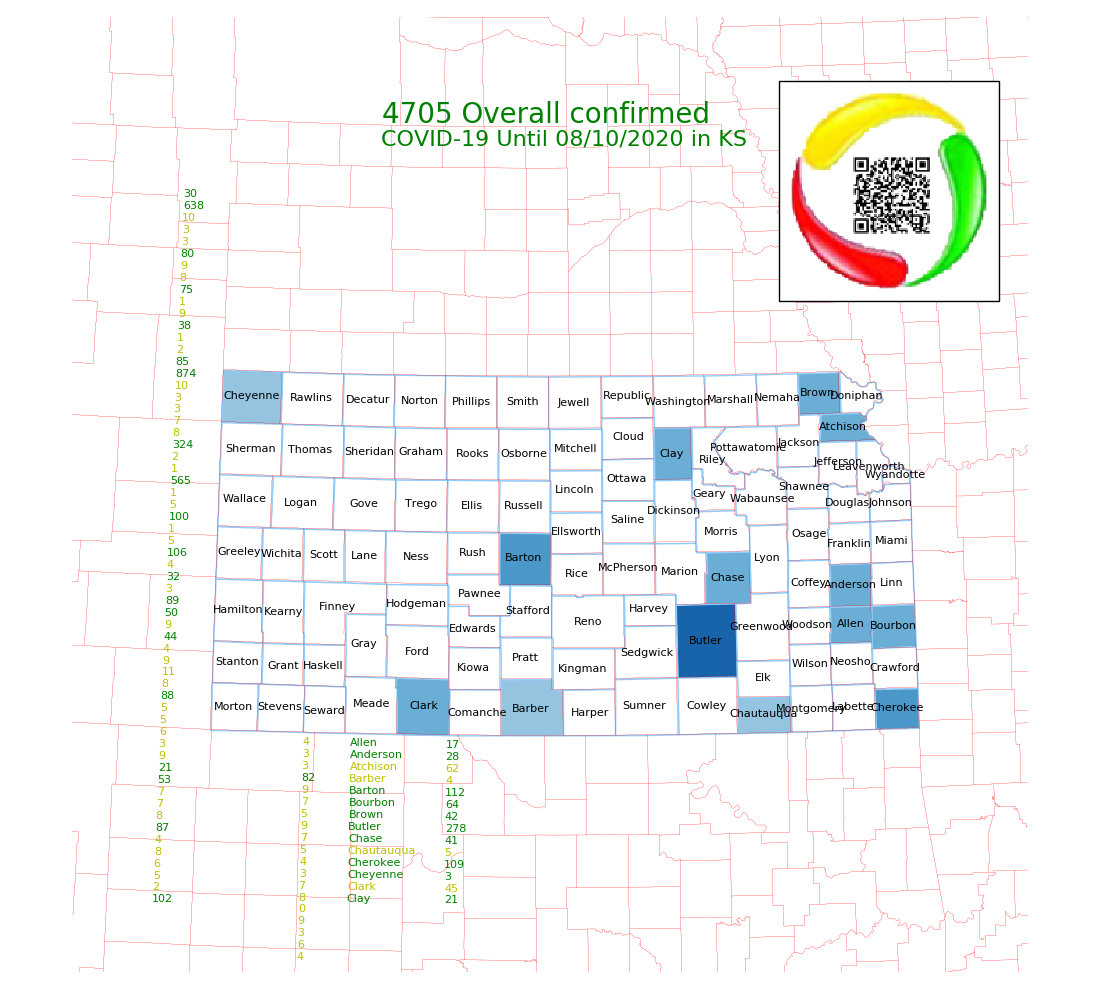 4705 Overall confirmed
COVID-19 Until 08/10/2020 in KS
30
638
10
3
3
80
9
8
75
1
9
38
1
2
85
874
10
3
3
7
8
324
2
1
565
1
5
100
1
5
106
4
32
3
89
50
9
44
4
9
11
8
88
5
5
6
3
9
21
53
7
7
8
87
4
8
6
5
2
102
Cheyenne Rawlins Decatur Norton Phillips Smith Jewell Republic Washington Marshall Nemaha Brown Doniphan
Atchison
Sherman Thomas Sheridan Graham Rooks Osborne Mitchell Cloud Clay Riley Pottawatomie Jackson
Jefferson Leavenworth Wyandotte
Wallace Logan Gove Trego Ellis Russell Lincoln Ottawa Dickinson Geary Wabaunsee Shawnee Douglas Johnson
Ellsworth Saline Morris
Greeley Wichita Scott Lane Ness Rush Barton Rice McPherson Marion Chase Lyon Osage Franklin Miami
Coffey Anderson Linn
Hamilton Kearny Finney Hodgeman Pawnee Stafford Reno Harvey Butler Greenwood Woodson Allen Bourbon
Gray Ford Edwards
Stanton Grant Haskell Kiowa Pratt Kingman Sedgwick Elk Wilson Neosho Crawford
Morton Stevens Seward Meade Clark Comanche Barber Harper Sumner Cowley Chautauqua Montgomery Labette Cherokee
4
3
3
82
9
7
5
9
7
5
4
3
7
8
0
9
3
6
4
Allen 17
Anderson 28
Atchison 62
Barber 4
Barton 112
Bourbon 64
Brown 42
Butler 278
Chase 41
Chautauqua 5
Cherokee 109
Cheyenne 3
Clark 45
Clay 21